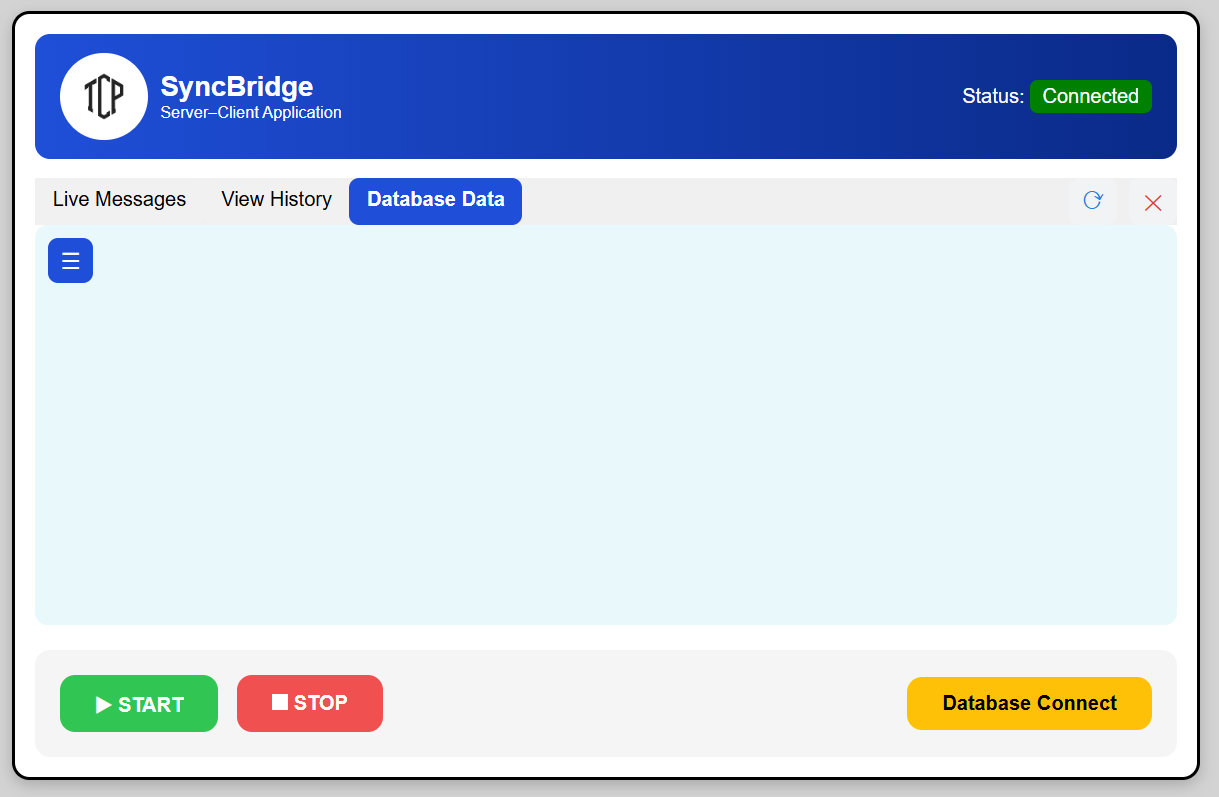 TCP
SyncBridge
Server–Client Application
Status: Connected
Live Messages View History Database Data
START STOP Database Connect